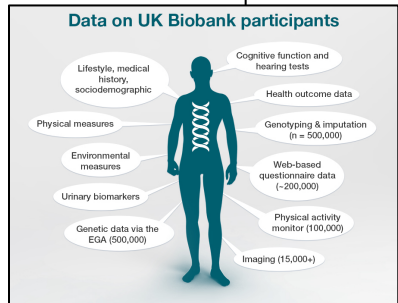 Data on UK Biobank participants
Lifestyle, medical
history,
sociodemographic
Physical measures
Environmental
measures
Urinary biomarkers
Genetic data via the
EGA (500,000)
Cognitive function and
hearing tests
Health outcome data
Genotyping & imputation
(n = 500,000)
Web-based
questionnaire data
(~200,000)
Physical activity
monitor (100,000)
Imaging (15,000+)